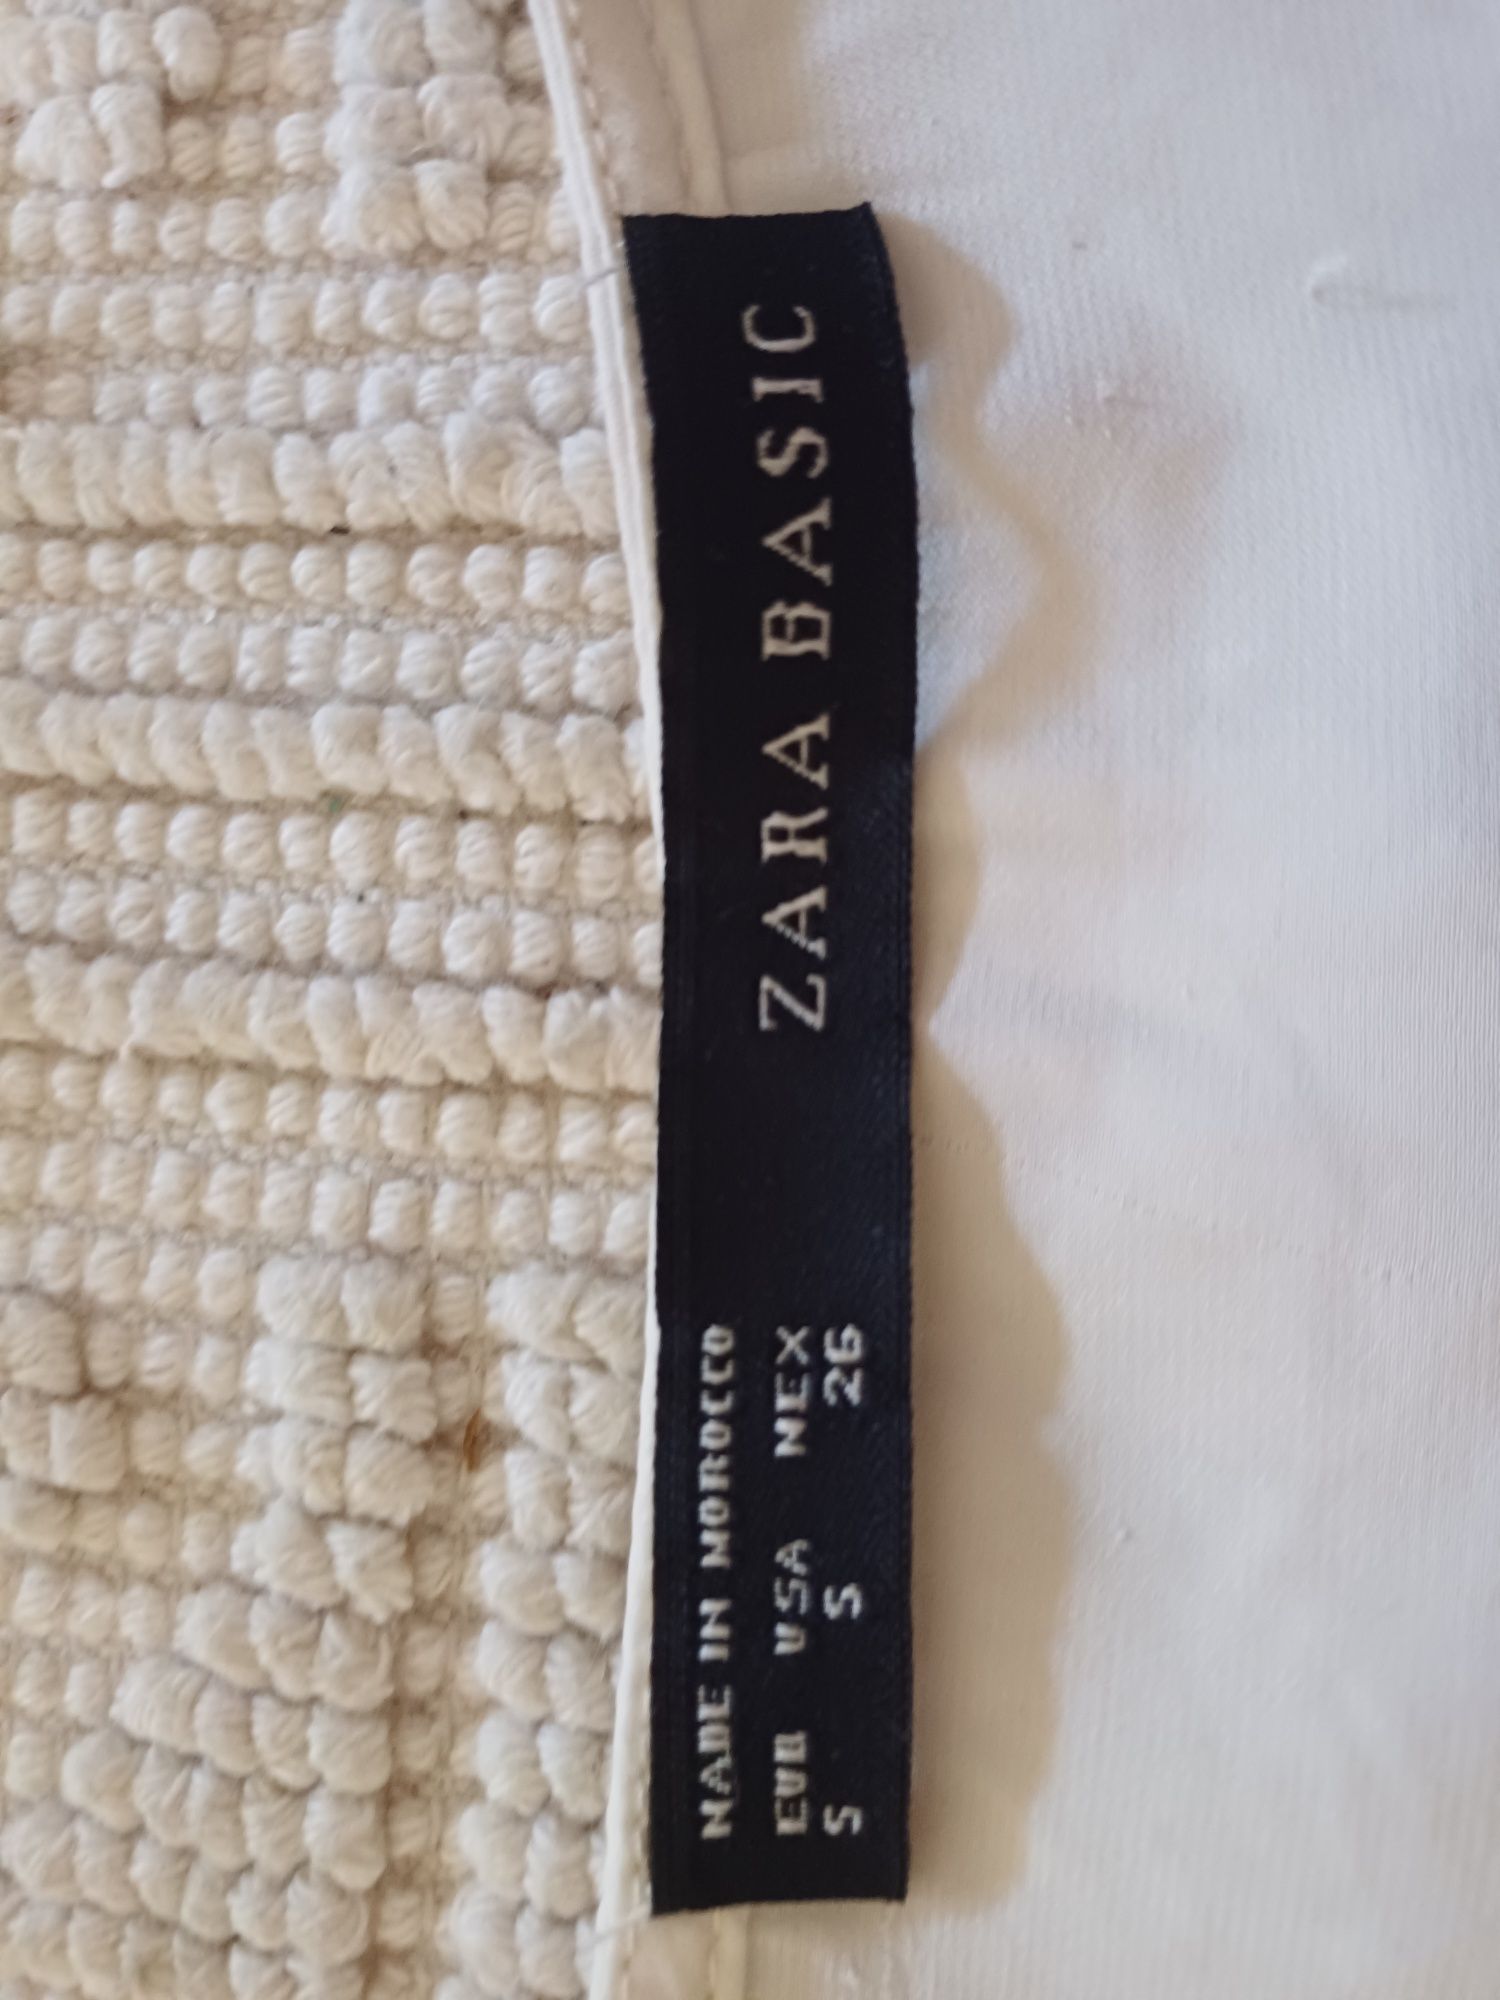 ZARA BASIC
MADE IN MOROCCO
EUR USA MEX
S S 26